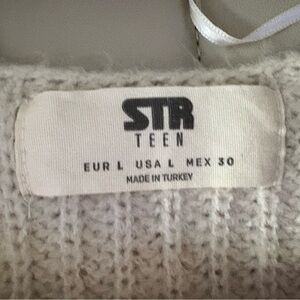 STR
TEEN
EUR L USA L MEX 30
MADE IN TURKEY